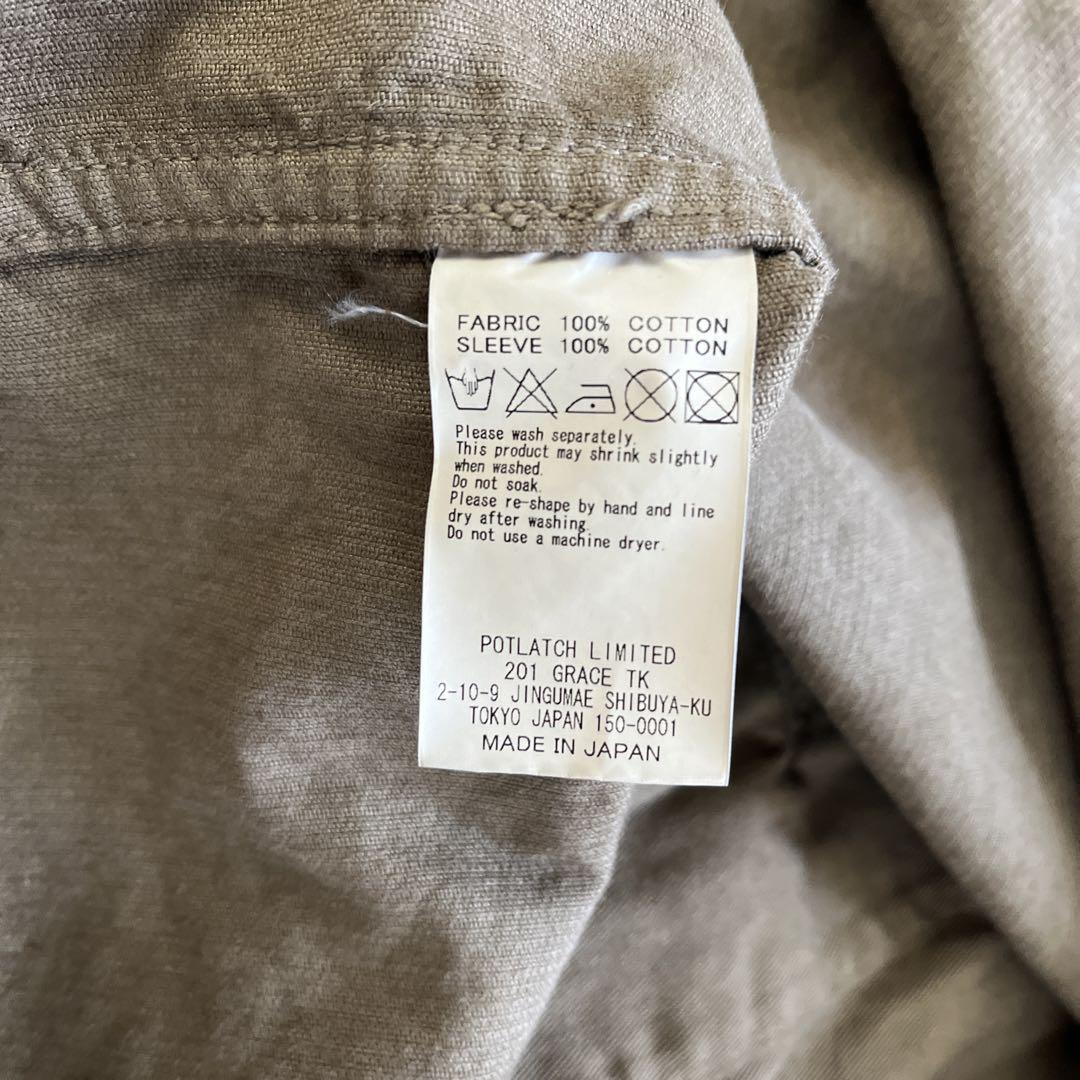 FABRIC 100% COTTON
SLEEVE 100% COTTON
Please wash separately.
This product may shrink slightly
when washed.
Do not soak.
Please re-shape by hand and line
dry after washing.
Do not use a machine dryer.
POTLATCH LIMITED
201 GRACE TK
2-10-9 JINGUMAE SHIBUYA-KU
TOKYO JAPAN 150-0001
MADE IN JAPAN